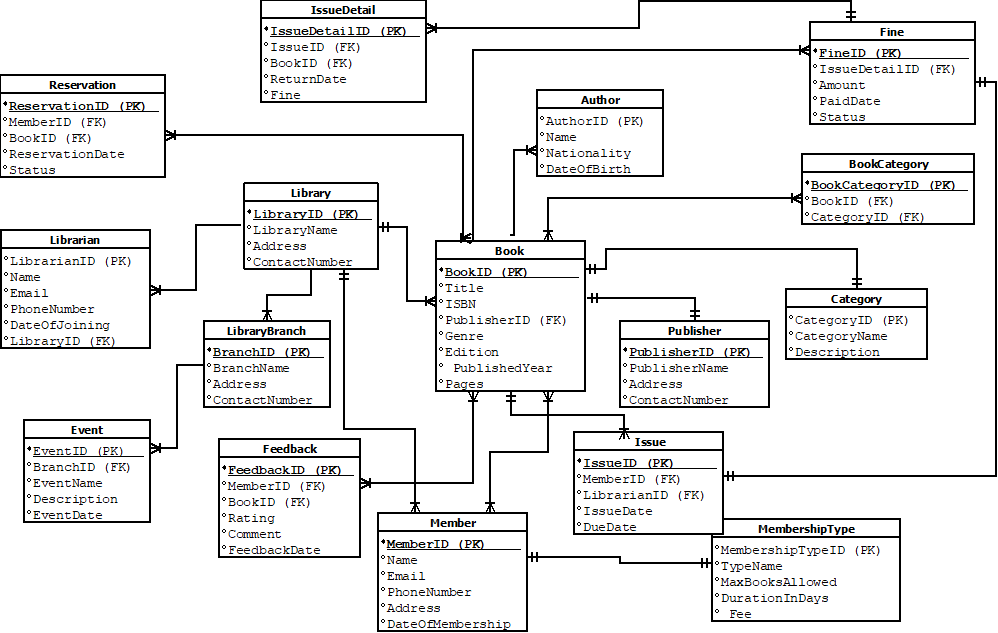 IssueDetail
IssueDetailID (PK)
IssueID (FK)
BookID (FK)
ReturnDate
Fine
Fine
FineID (PK)
IssueDetailID (FK)
Amount
PaidDate
Status
Reservation
ReservationID (PK)
MemberID (FK)
BookID (FK)
ReservationDate
Status
Author
AuthorID (PK)
Name
Nationality
DateOfBirth
BookCategory
BookCategoryID (PK)
BookID (FK)
CategoryID (FK)
Library
LibraryID (PK)
LibraryName
Address
ContactNumber
Librarian
LibrarianID (PK)
Name
Email
PhoneNumber
DateOfJoining
LibraryID (FK)
Book
BookID (PK)
Title
ISBN
PublisherID (FK)
Genre
Edition
PublishedYear
Pages
Category
CategoryID (PK)
CategoryName
Description
LibraryBranch
BranchID (PK)
BranchName
Address
ContactNumber
Publisher
PublisherID (PK)
PublisherName
Address
ContactNumber
Event
EventID (PK)
BranchID (FK)
EventName
Description
EventDate
Feedback
FeedbackID (PK)
MemberID (FK)
BookID (FK)
Rating
Comment
FeedbackDate
Issue
IssueID (PK)
MemberID (FK)
LibrarianID (FK)
IssueDate
DueDate
Member
MemberID (PK)
Name
Email
PhoneNumber
Address
DateOfMembership
MembershipType
MembershipTypeID (PK)
TypeName
MaxBooksAllowed
DurationInDays
Fee